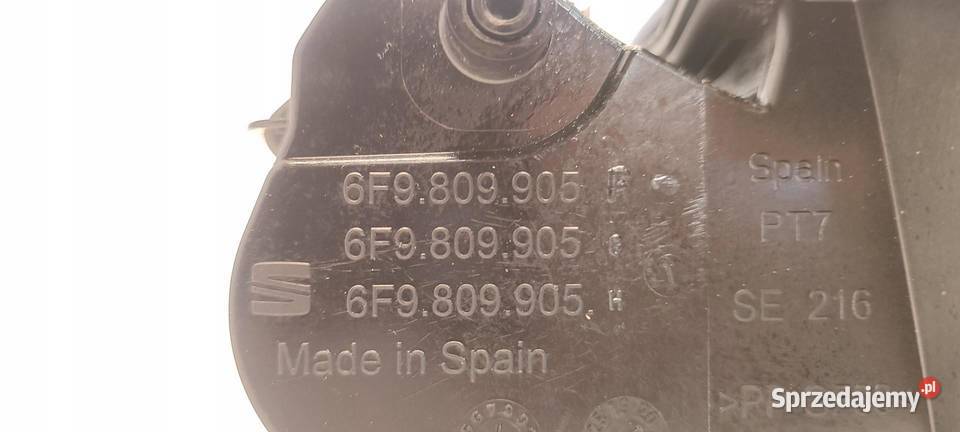 6F9.809.905
6F9.809.905
6F9.809.905.H
Made in Spain
Spain
PT7
SE 216
Sprzedajemy.pl